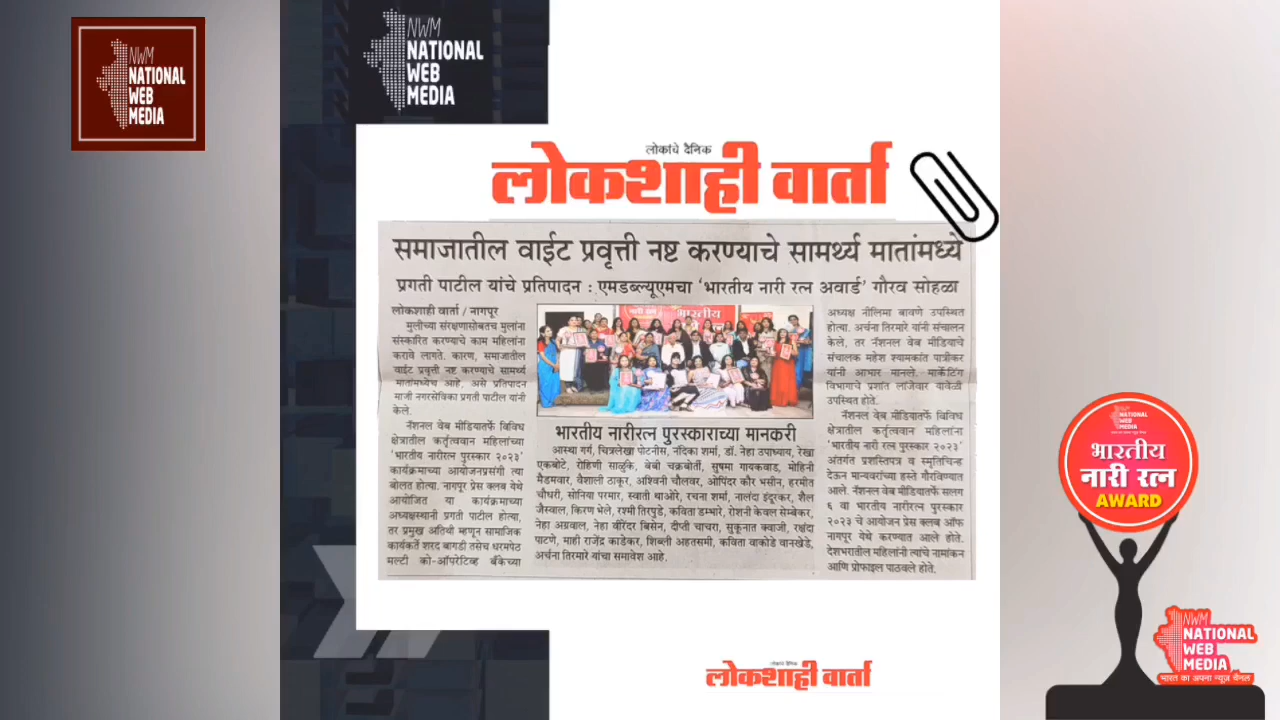 NWM
NATIONAL
WEB
MEDIA
NWM
NATIONAL
WEB
MEDIA
लोकांचे दैनिक
लोकशाही वार्ता
समाजातील वाईट प्रवृत्ती नष्ट करण्याचे सामर्थ्य मातांमध्ये
प्रगती पाटील यांचे प्रतिपादन : एमडब्ल्यूएमचा 'भारतीय नारी रत्न अवार्ड' गौरव सोहळा
लोकशाही वार्ता / नागपूर
मुलीच्या संरक्षणासोबतच मुलांना
संस्कारित करण्याचे काम महिलांना
करावे लागते. कारण, समाजातील
वाईट प्रवृत्ती नष्ट करण्याचे सामर्थ्य
मातांमध्येच आहे, असे प्रतिपादन
माजी नगरसेविका प्रगती पाटील यांनी
केले.
नॅशनल वेब मीडियातर्फे विविध
क्षेत्रातील कर्तृत्ववान महिलांच्या
'भारतीय नारी रत्न पुरस्कार २०२३'
कार्यक्रमाच्या आयोजनप्रसंगी त्या
बोलत होत्या. नागपूर प्रेस क्लब येथे
आयोजित या कार्यक्रमाच्या
अध्यक्षस्थानी प्रगती पाटील होत्या,
तर प्रमुख अतिथी म्हणून सामाजिक
कार्यकर्ते शरद बागडी तसेच धरमपेठ
मल्टी को-ऑपरेटिव्ह बँकेच्या
भारतीय
भारतीय नारीरत्न पुरस्काराच्या मानकरी
आस्था गर्ग, चित्रलेखा पोटनीस, नंदिका शर्मा, डॉ. नेहा उपाध्याय, रेखा
एकबोटे, रोहिणी साळुंके, बेबी चक्रबोर्ती, सुषमा गायकवाड, मोहिनी
मैडमवार, वैशाली ठाकूर, अश्विनी चौलवार, ओपिंदर कौर भसीन, हरमीत
चौधरी, सोनिया परमार, स्वाती थाओरे, रचना शर्मा, नालंदा इंदूरकर, शैल
जैस्वाल, किरण भेले, रश्मी तिरपुडे, कविता डम्भारे, रोशनी केवल सेम्बेकर,
नेहा अग्रवाल, नेहा वीरेंदर बिसेन, दीप्ती चाचरा, सुकूनात क्वाजी, रक्षंदा
पाटणे, माही राजेंद्र काडेकर, शिब्ली अहतसमी, कविता वाकोडे वानखेडे,
अर्चना तिरमारे यांचा समावेश आहे.
अध्यक्ष नीलिमा बावणे उपस्थित
होत्या. अर्चना तिरमारे यांनी संचालन
केले, तर नॅशनल वेब मीडियाचे
संचालक महेश श्यामकांत पात्रीकर
यांनी आभार मानले. मार्केटिंग
विभागाचे प्रशांत लांजेवार यावेळी
उपस्थित होते.
नॅशनल वेब मीडियातर्फे विविध
क्षेत्रातील कर्तृत्ववान महिलांना
'भारतीय नारी रत्न पुरस्कार २०२३'
अंतर्गत प्रशस्तिपत्र व स्मृतिचिन्ह
देऊन मान्यवरांच्या हस्ते गौरविण्यात
आले. नॅशनल वेब मीडियातर्फे सलग
६ वा भारतीय नारीरत्न पुरस्कार
२०२३ चे आयोजन प्रेस क्लब ऑफ
नागपूर येथे करण्यात आले होते.
देशभरातील महिलांनी त्यांचे नामांकन
आणि प्रोफाइल पाठवले होते.
लोकांचे दैनिक
लोकशाही वार्ता
NWM
NATIONAL
WEB
MEDIA
भारतीय
नारी रत्न
AWARD
NWM
NATIONAL
WEB
MEDIA
भारत का अपना न्यूज़ चैनल